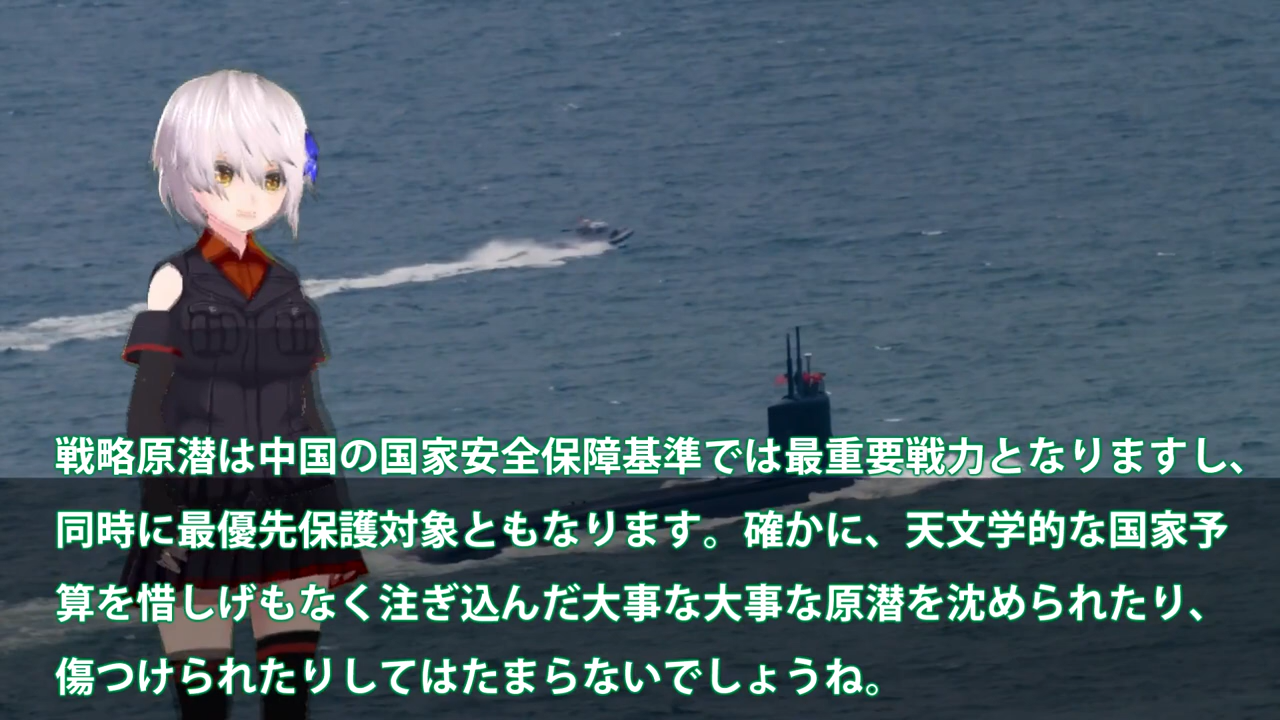 戦略原潜は中国の国家安全保障基準では最重要戦力となりますし、
同時に最優先保護対象ともなります。確かに、天文学的な国家予
算を惜しげもなく注ぎ込んだ大事な大事な原潜を沈められたり、
傷つけられたりしてはたまらないでしょうね。